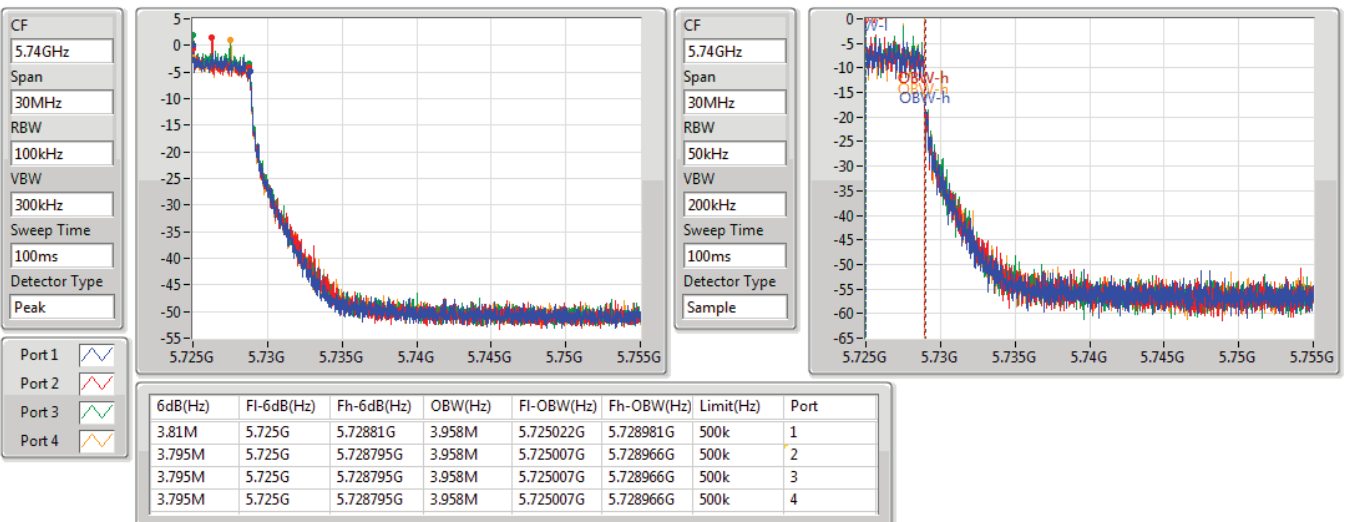 CF
5.74GHz
Span
30MHz
RBW
100kHz
VBW
300kHz
Sweep Time
100ms
Detector Type
Peak
5
0
-5
-10
-15
-20
-25
-30
-35
-40
-45
-50
-55
5.725G 5.73G 5.735G 5.74G 5.745G 5.75G 5.755G
CF
5.74GHz
Span
30MHz
RBW
50kHz
VBW
200kHz
Sweep Time
100ms
Detector Type
Sample
0
-5
-10
-15
-20
-25
-30
-35
-40
-45
-50
-55
-60
-65
W-l
OBW-h
OBW-h
OBW-h
5.725G 5.73G 5.735G 5.74G 5.745G 5.75G 5.755G
Port 1
Port 2
Port 3
Port 4
6dB(Hz) Fl-6dB(Hz) Fh-6dB(Hz) OBW(Hz) Fl-OBW(Hz) Fh-OBW(Hz) Limit(Hz) Port
3.81M 5.725G 5.72881G 3.958M 5.725022G 5.728981G 500k 1
3.795M 5.725G 5.728795G 3.958M 5.725007G 5.728966G 500k 2
3.795M 5.725G 5.728795G 3.958M 5.725007G 5.728966G 500k 3
3.795M 5.725G 5.728795G 3.958M 5.725007G 5.728966G 500k 4